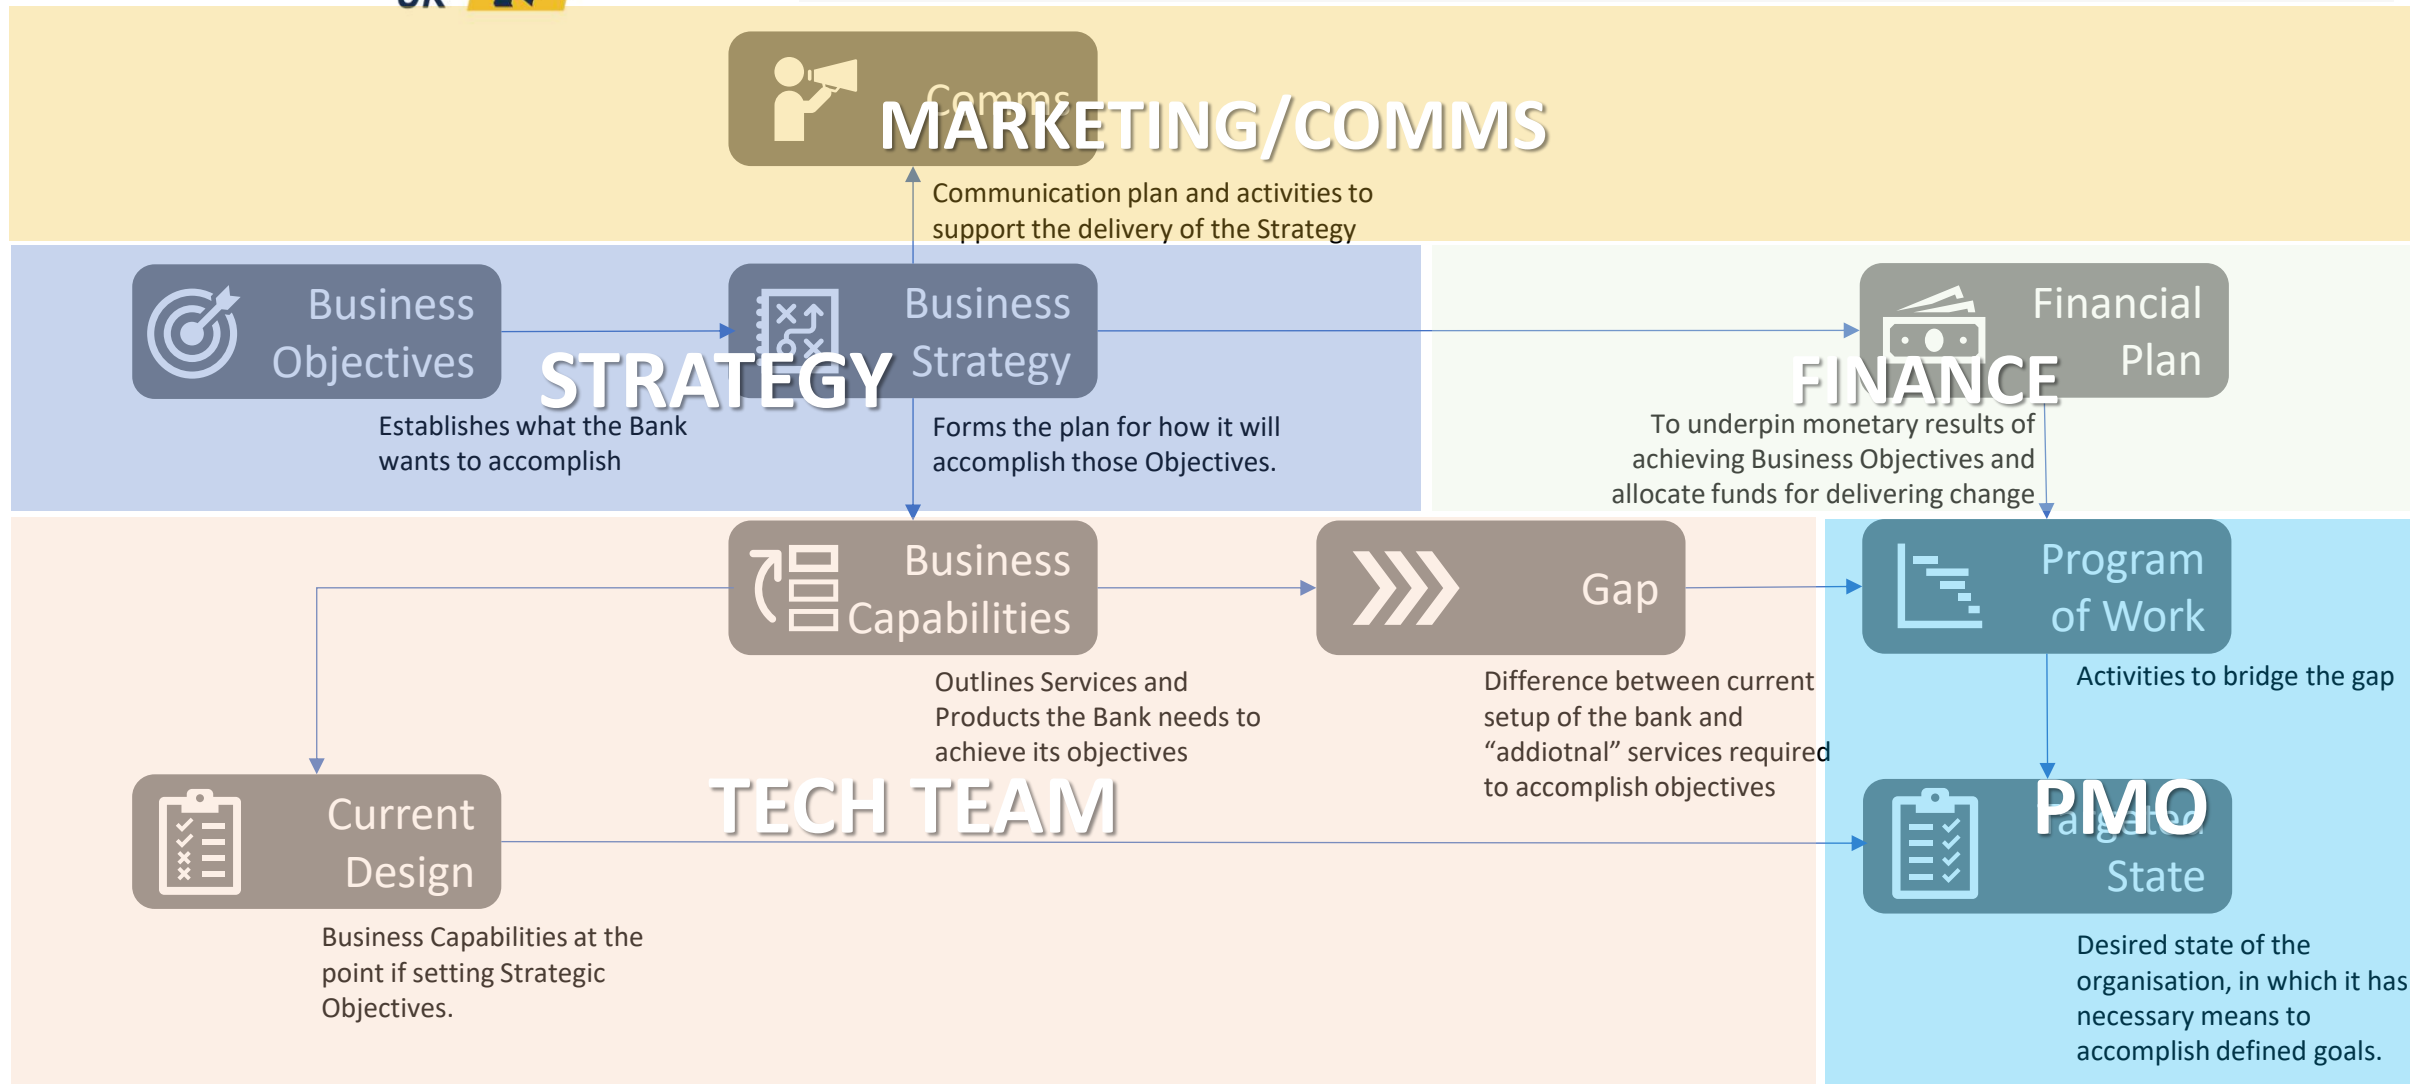 UK
Comms
MARKETING/COMMS
Communication plan and activities to
support the delivery of the Strategy
Business
Objectives
Establishes what the Bank
wants to accomplish
STRATEGY
Business
Strategy
Forms the plan for how it will
accomplish those Objectives.
Financial
Plan
FINANCE
To underpin monetary results of
achieving Business Objectives and
allocate funds for delivering change
Business
Capabilities
Outlines Services and
Products the Bank needs to
achieve its objectives
Gap
Difference between current
setup of the bank and
“addiotnal” services required
to accomplish objectives
Program
of Work
Activities to bridge the gap
TECH TEAM
Current
Design
Business Capabilities at the
point if setting Strategic
Objectives.
PMO
Targeted
State
Desired state of the
organisation, in which it has
necessary means to
accomplish defined goals.